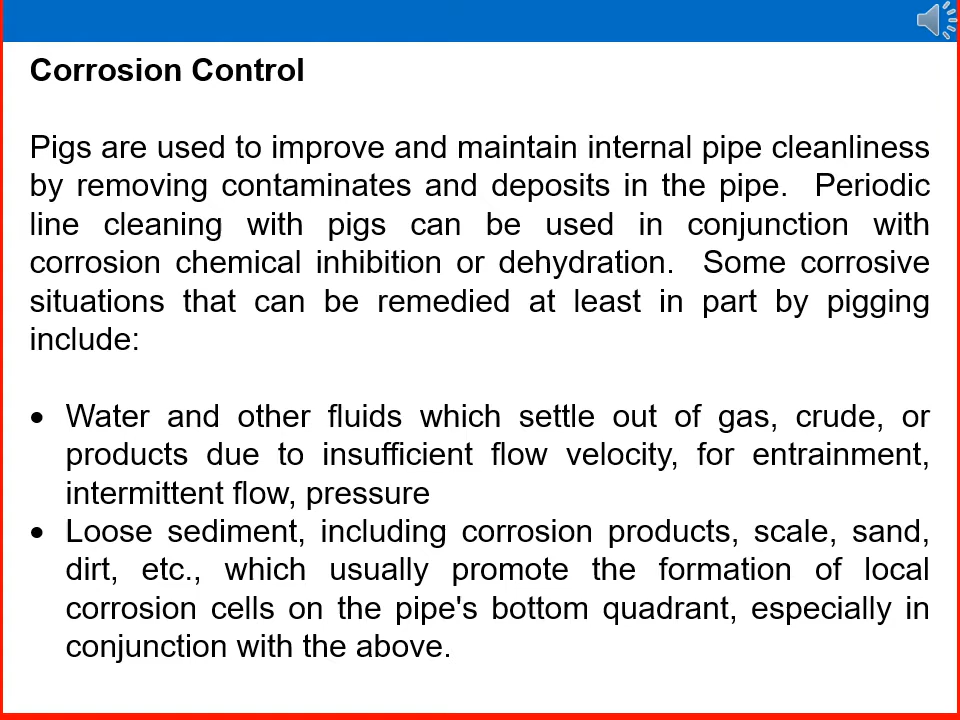 Corrosion Control
Pigs are used to improve and maintain internal pipe cleanliness
by removing contaminates and deposits in the pipe.  Periodic
line cleaning with pigs can be used in conjunction with
corrosion chemical inhibition or dehydration.  Some corrosive
situations that can be remedied at least in part by pigging
include:
• Water and other fluids which settle out of gas, crude, or
products due to insufficient flow velocity, for entrainment,
intermittent flow, pressure
• Loose sediment, including corrosion products, scale, sand,
dirt, etc., which usually promote the formation of local
corrosion cells on the pipe's bottom quadrant, especially in
conjunction with the above.